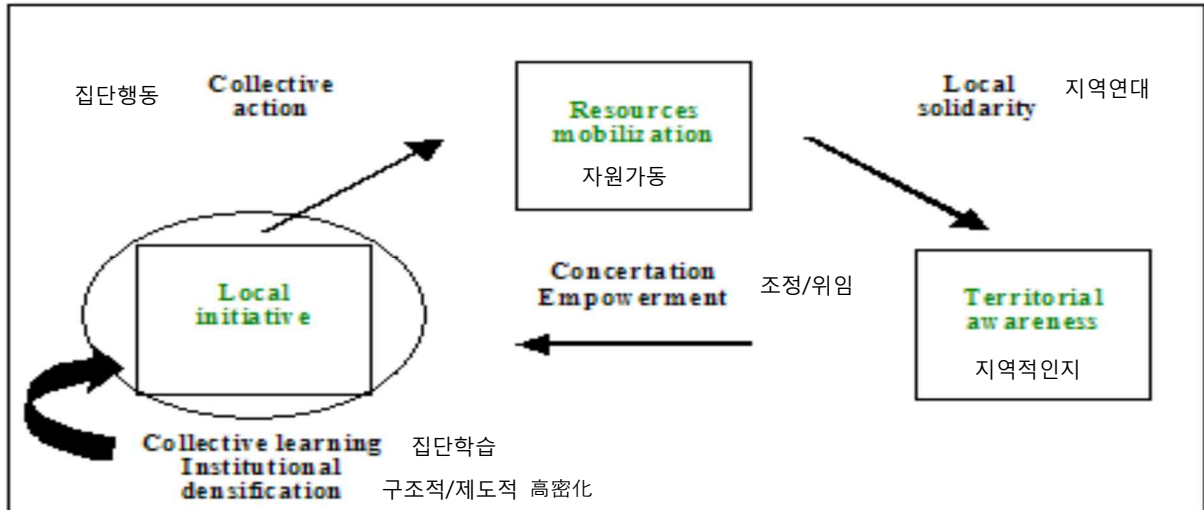 집단행동
Collective
action
Resources
mobilization
자원가동
Local
solidarity
지역연대
Local
initiative
Concertation
Empowerment
조정/위임
Territorial
awareness
지역적인지
Collective learning
Institutional
densification
집단학습
구조적/제도적 高密化